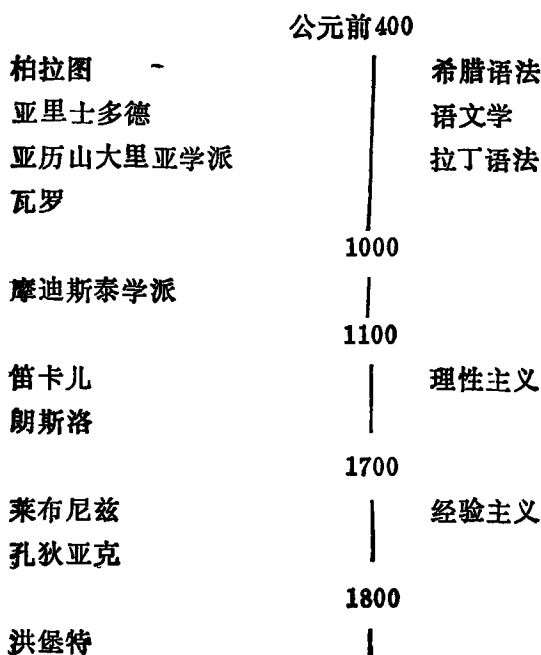 公元前400
柏拉图 希腊语法
亚里士多德 语文学
亚历山大里亚学派 拉丁语法
瓦罗
1000
摩迪斯泰学派
1100
笛卡儿 理性主义
朗斯洛
1700
莱布尼兹 经验主义
孔狄亚克
1800
洪堡特